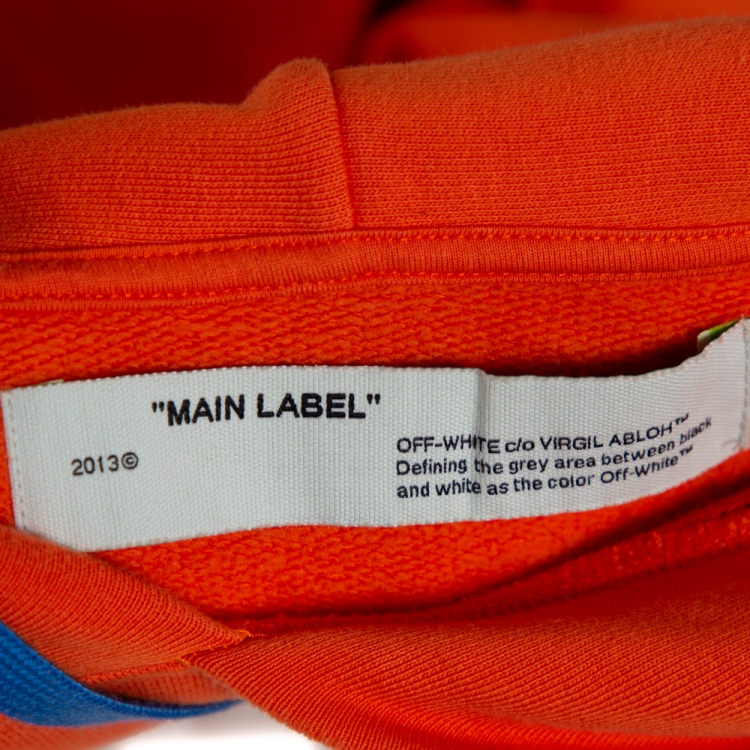 "MAIN LABEL"
2013©
OFF-WHITE c/o VIRGIL ABLOH™
Defining the grey area between black
and white as the color Off-White™